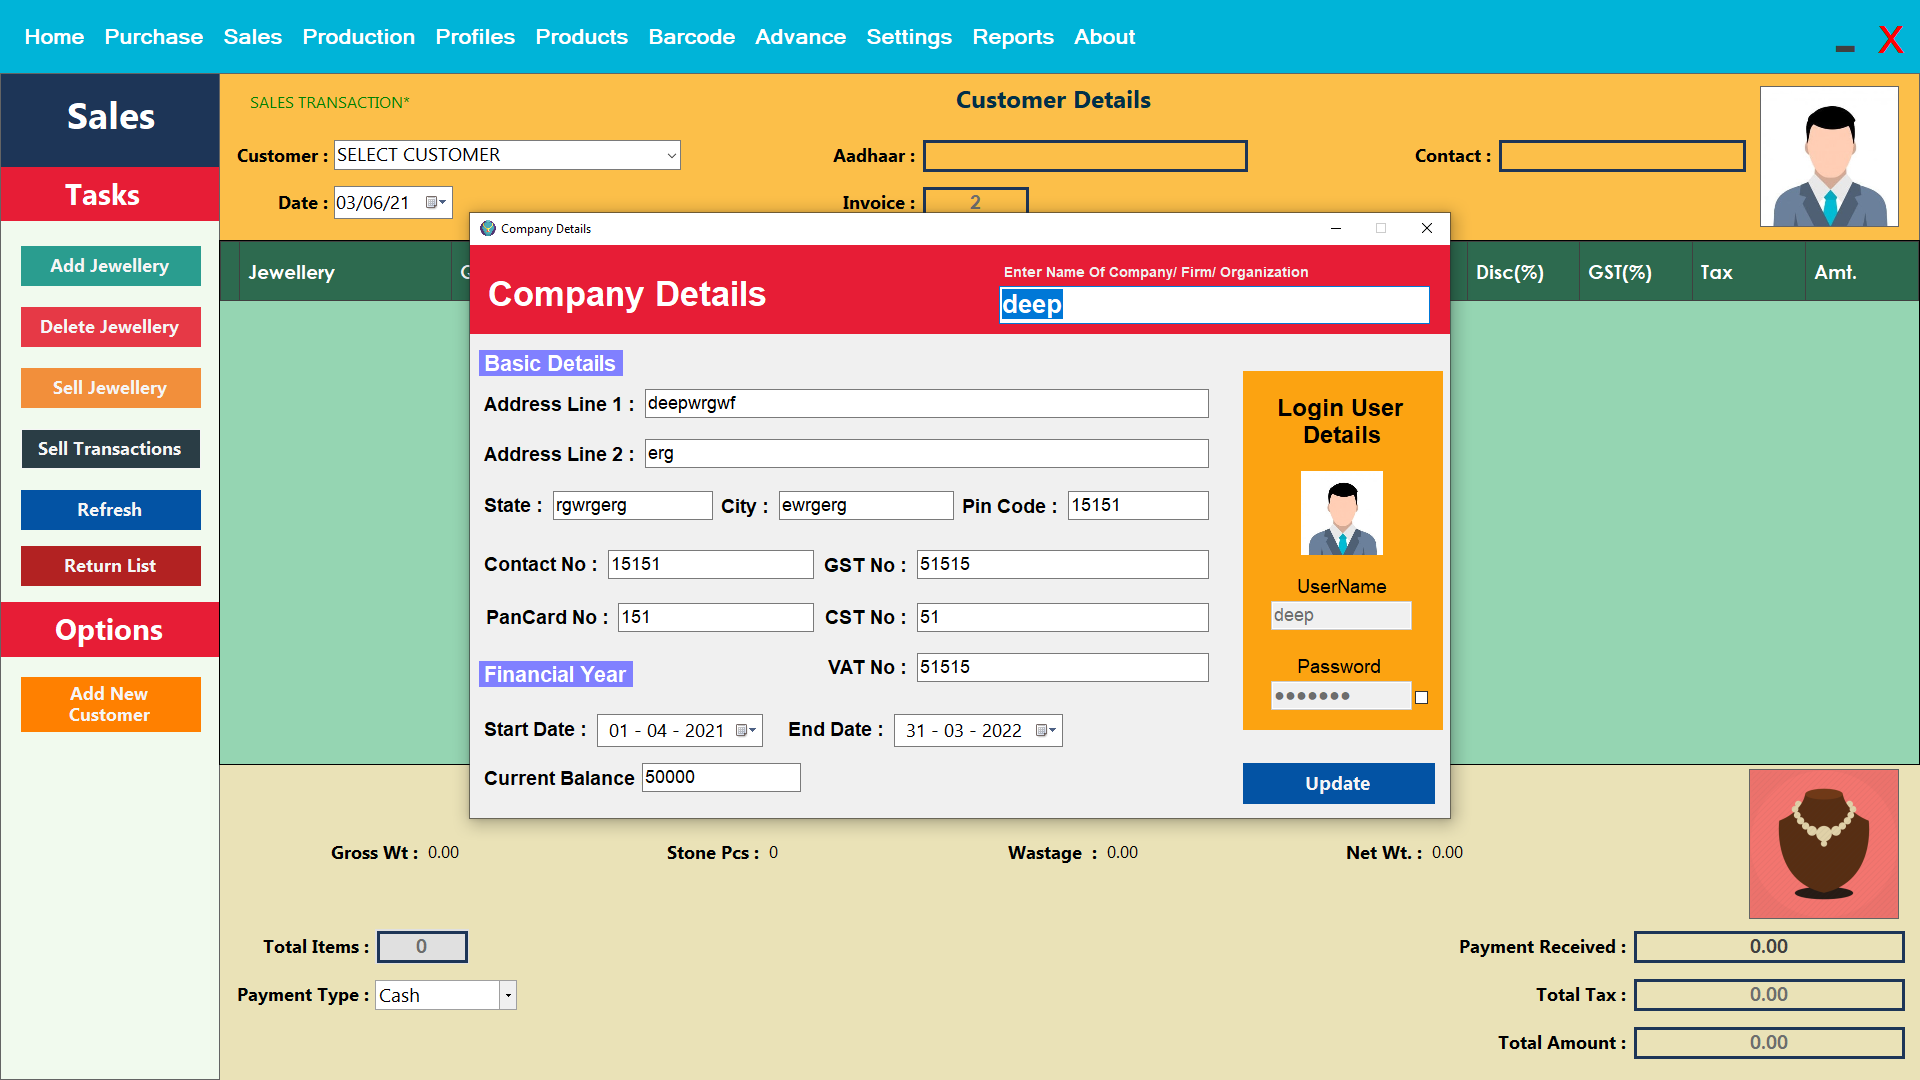 Home Purchase Sales Production Profiles Products Barcode Advance Settings Reports About
X
Sales
SALES TRANSACTION*
Customer Details
Customer : SELECT CUSTOMER
Aadhaar :
Contact :
Date : 03/06/21
Invoice : 2
Tasks
Add Jewellery
Delete Jewellery
Sell Jewellery
Sell Transactions
Refresh
Return List
Options
Add New
Customer
Jewellery G Disc(%) GST(%) Tax Amt.
Company Details
Company Details
Enter Name Of Company/ Firm/ Organization
deep
Basic Details
Address Line 1 : deepwrgwf
Address Line 2 : erg
State : rgwrgerg City : ewrgerg Pin Code : 15151
Contact No : 15151 GST No : 51515
PanCard No : 151 CST No : 51
VAT No : 51515
Financial Year
Start Date : 01 - 04 - 2021 End Date : 31 - 03 - 2022
Current Balance 50000
Login User
Details
UserName
deep
Password
Update
Gross Wt : 0.00 Stone Pcs : 0 Wastage : 0.00 Net Wt. : 0.00
Total Items : 0
Payment Type : Cash
Payment Received : 0.00
Total Tax : 0.00
Total Amount : 0.00